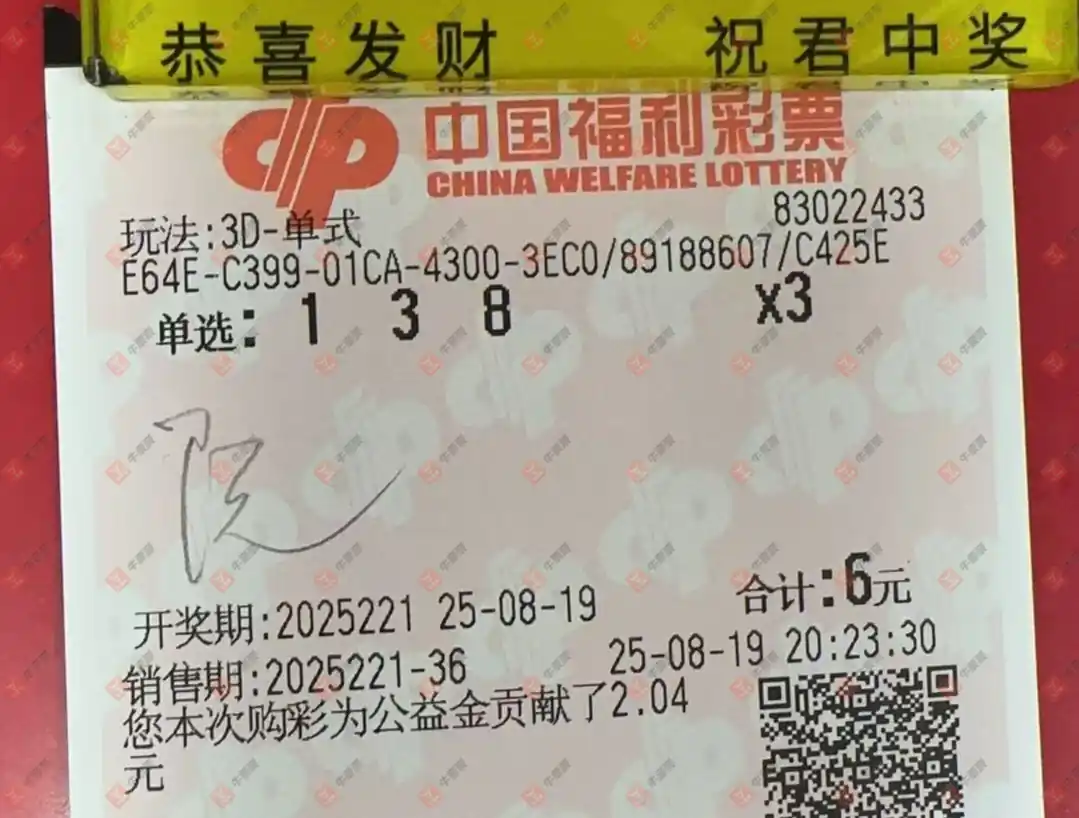 恭喜发财 祝君中奖
中国福利彩票
CHINA WELFARE LOTTERY
83022433
玩法:3D-单式
E64E-C399-01CA-4300-3EC0/89188607/C425E
单选: 1 3 8 x3
合计:6元
开奖期:2025221 25-08-19
销售期:2025221-36 25-08-19 20:23:30
您本次购彩为公益金贡献了2.04
元